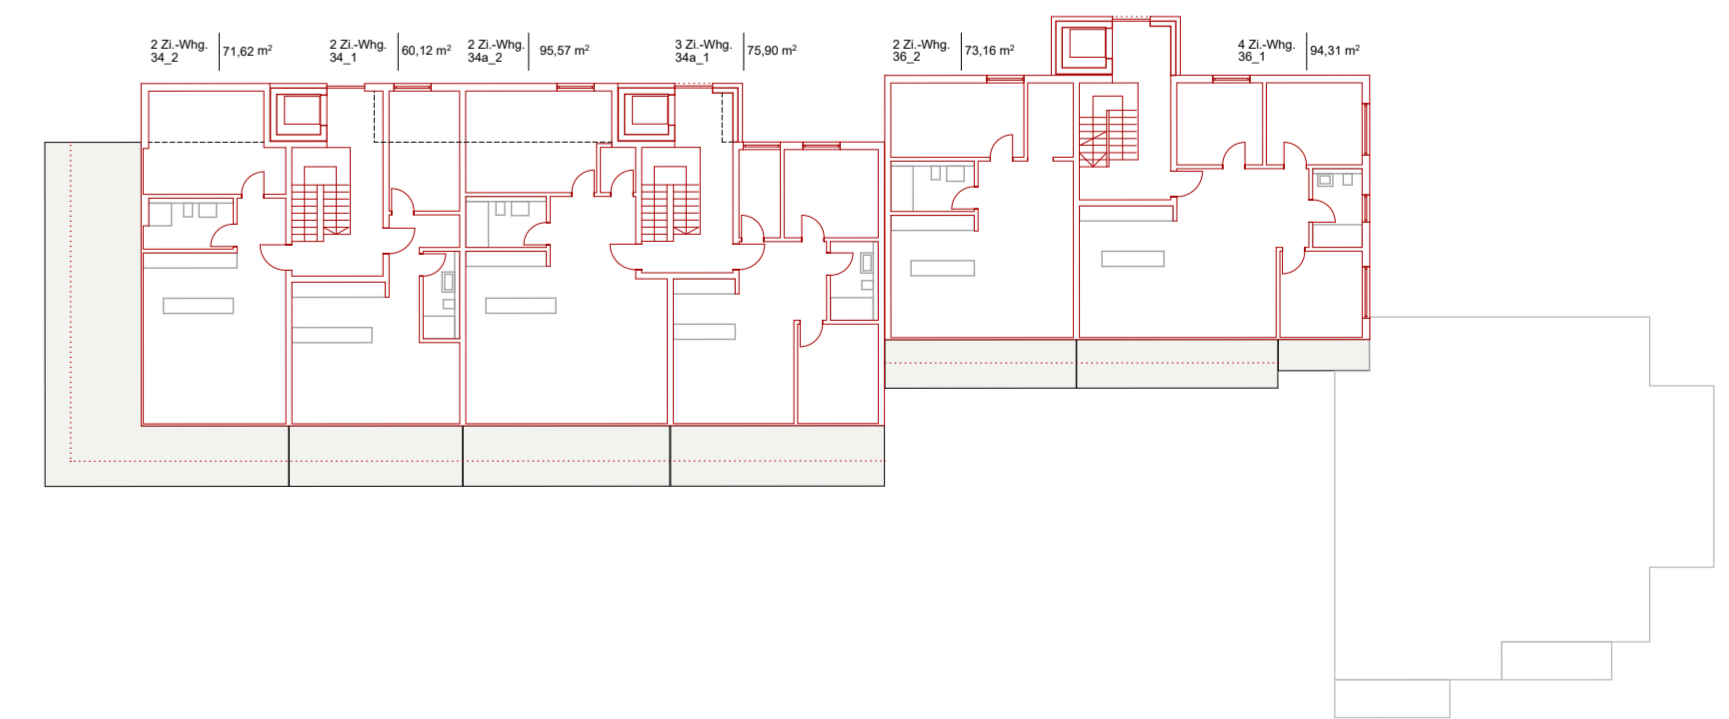 2 Zi.-Whg.
34_2
71,62 m²
2 Zi.-Whg.
34_1
60,12 m²
2 Zi.-Whg.
34a_2
95,57 m²
3 Zi.-Whg.
34a_1
75,90 m²
2 Zi.-Whg.
36_2
73,16 m²
4 Zi.-Whg.
36_1
94,31 m²